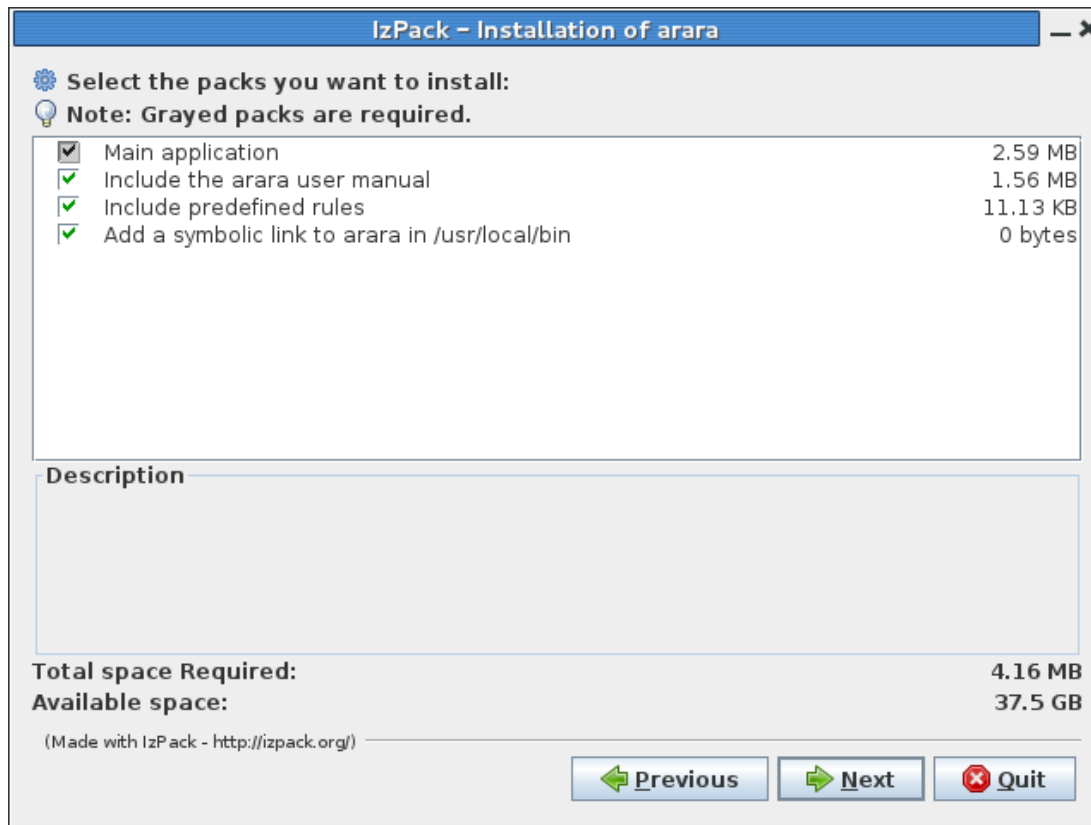 IzPack – Installation of arara
Select the packs you want to install:
Note: Grayed packs are required.
Main application 2.59 MB
Include the arara user manual 1.56 MB
Include predefined rules 11.13 KB
Add a symbolic link to arara in /usr/local/bin 0 bytes
Description
Total space Required: 4.16 MB
Available space: 37.5 GB
(Made with IzPack - http://izpack.org/)
Previous Next Quit